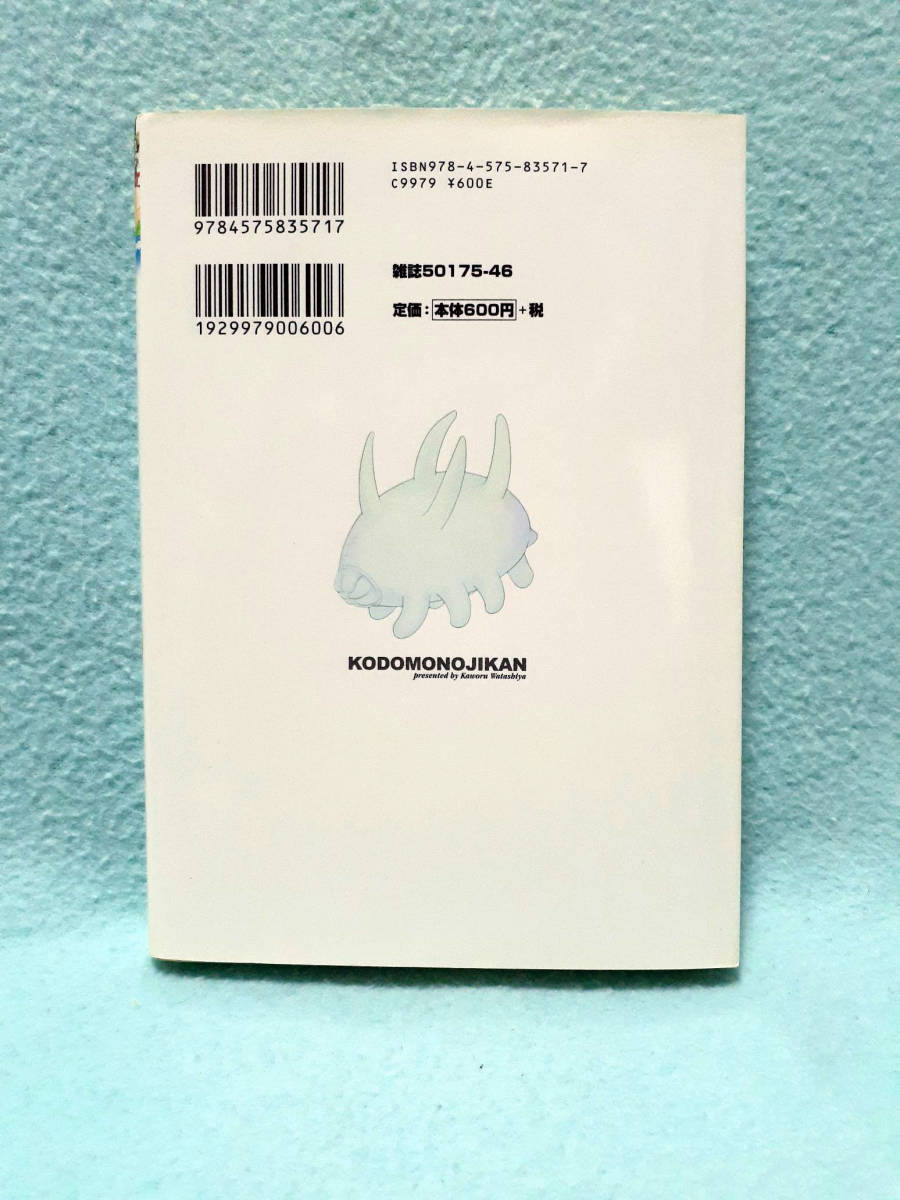 ISBN978-4-575-83571-7
C9979 ¥600E
9784575835717
雑誌50175-46
定価：本体600円+税
1929979006006
KODOMONOJIKAN
presented by Kaworu Watashiya